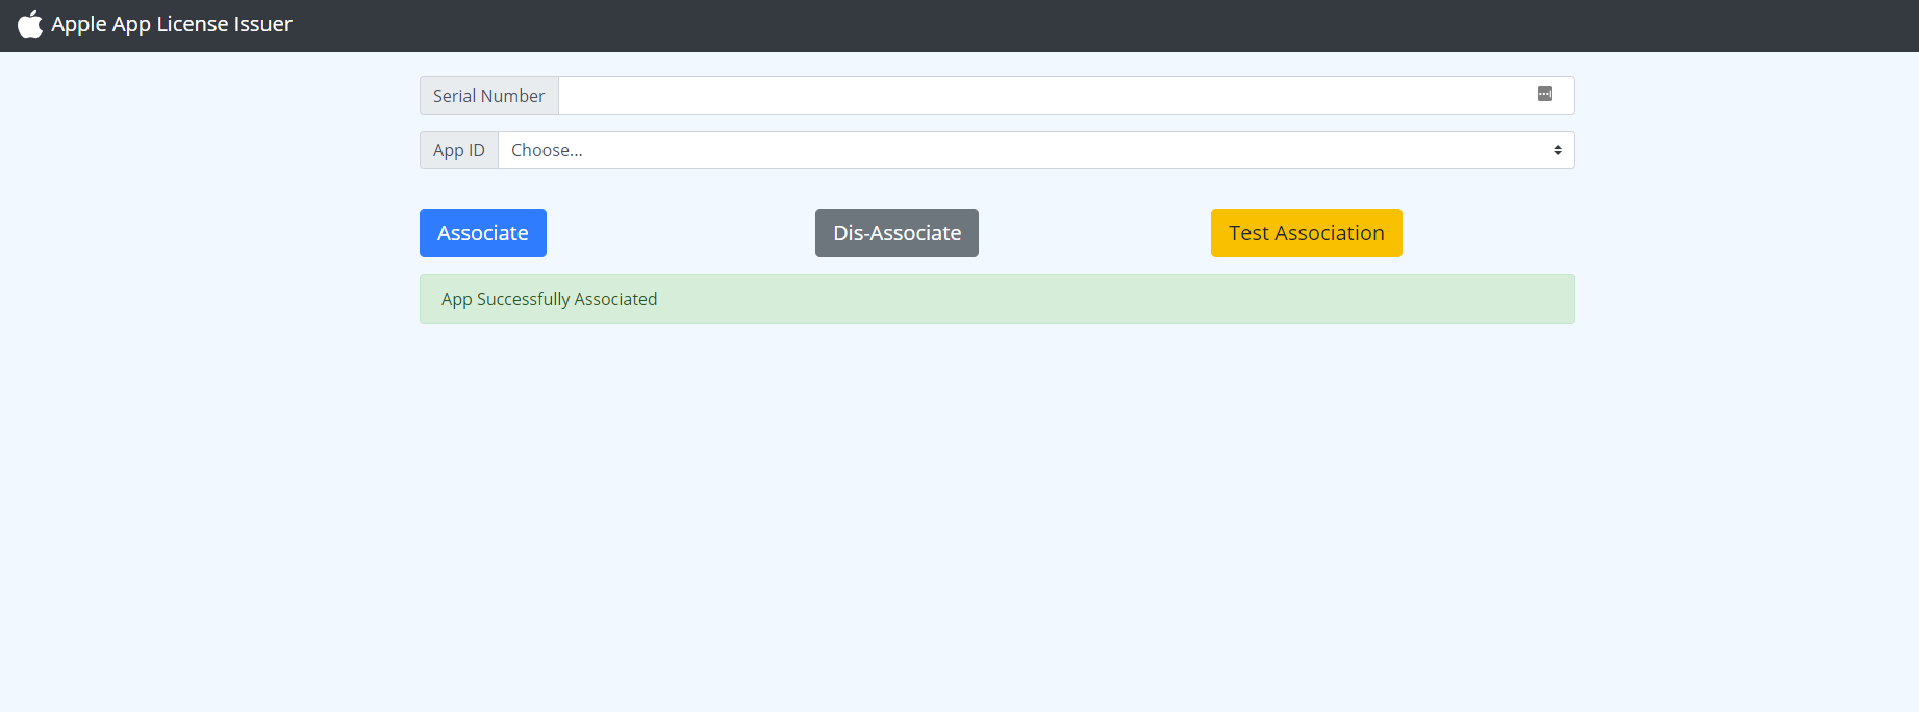 Apple App License Issuer
Serial Number
App ID Choose...
Associate Dis-Associate Test Association
App Successfully Associated